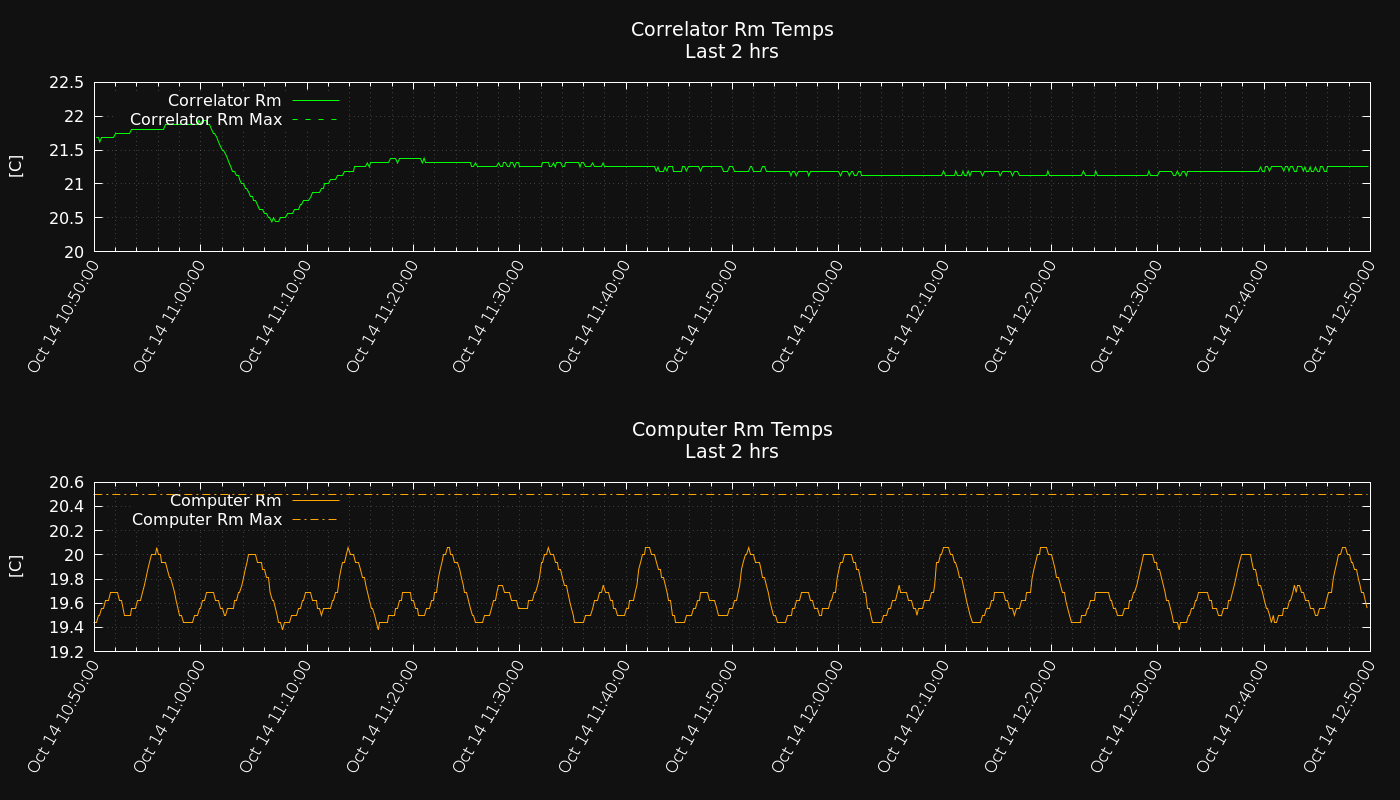 Correlator Rm Temps
Last 2 hrs
[C]
22.5
22
21.5
21
20.5
20
Correlator Rm
Correlator Rm Max
Oct 14 10:50:00
Oct 14 11:00:00
Oct 14 11:10:00
Oct 14 11:20:00
Oct 14 11:30:00
Oct 14 11:40:00
Oct 14 11:50:00
Oct 14 12:00:00
Oct 14 12:10:00
Oct 14 12:20:00
Oct 14 12:30:00
Oct 14 12:40:00
Oct 14 12:50:00
Computer Rm Temps
Last 2 hrs
[C]
20.6
20.4
20.2
20
19.8
19.6
19.4
19.2
Computer Rm
Computer Rm Max
Oct 14 10:50:00
Oct 14 11:00:00
Oct 14 11:10:00
Oct 14 11:20:00
Oct 14 11:30:00
Oct 14 11:40:00
Oct 14 11:50:00
Oct 14 12:00:00
Oct 14 12:10:00
Oct 14 12:20:00
Oct 14 12:30:00
Oct 14 12:40:00
Oct 14 12:50:00